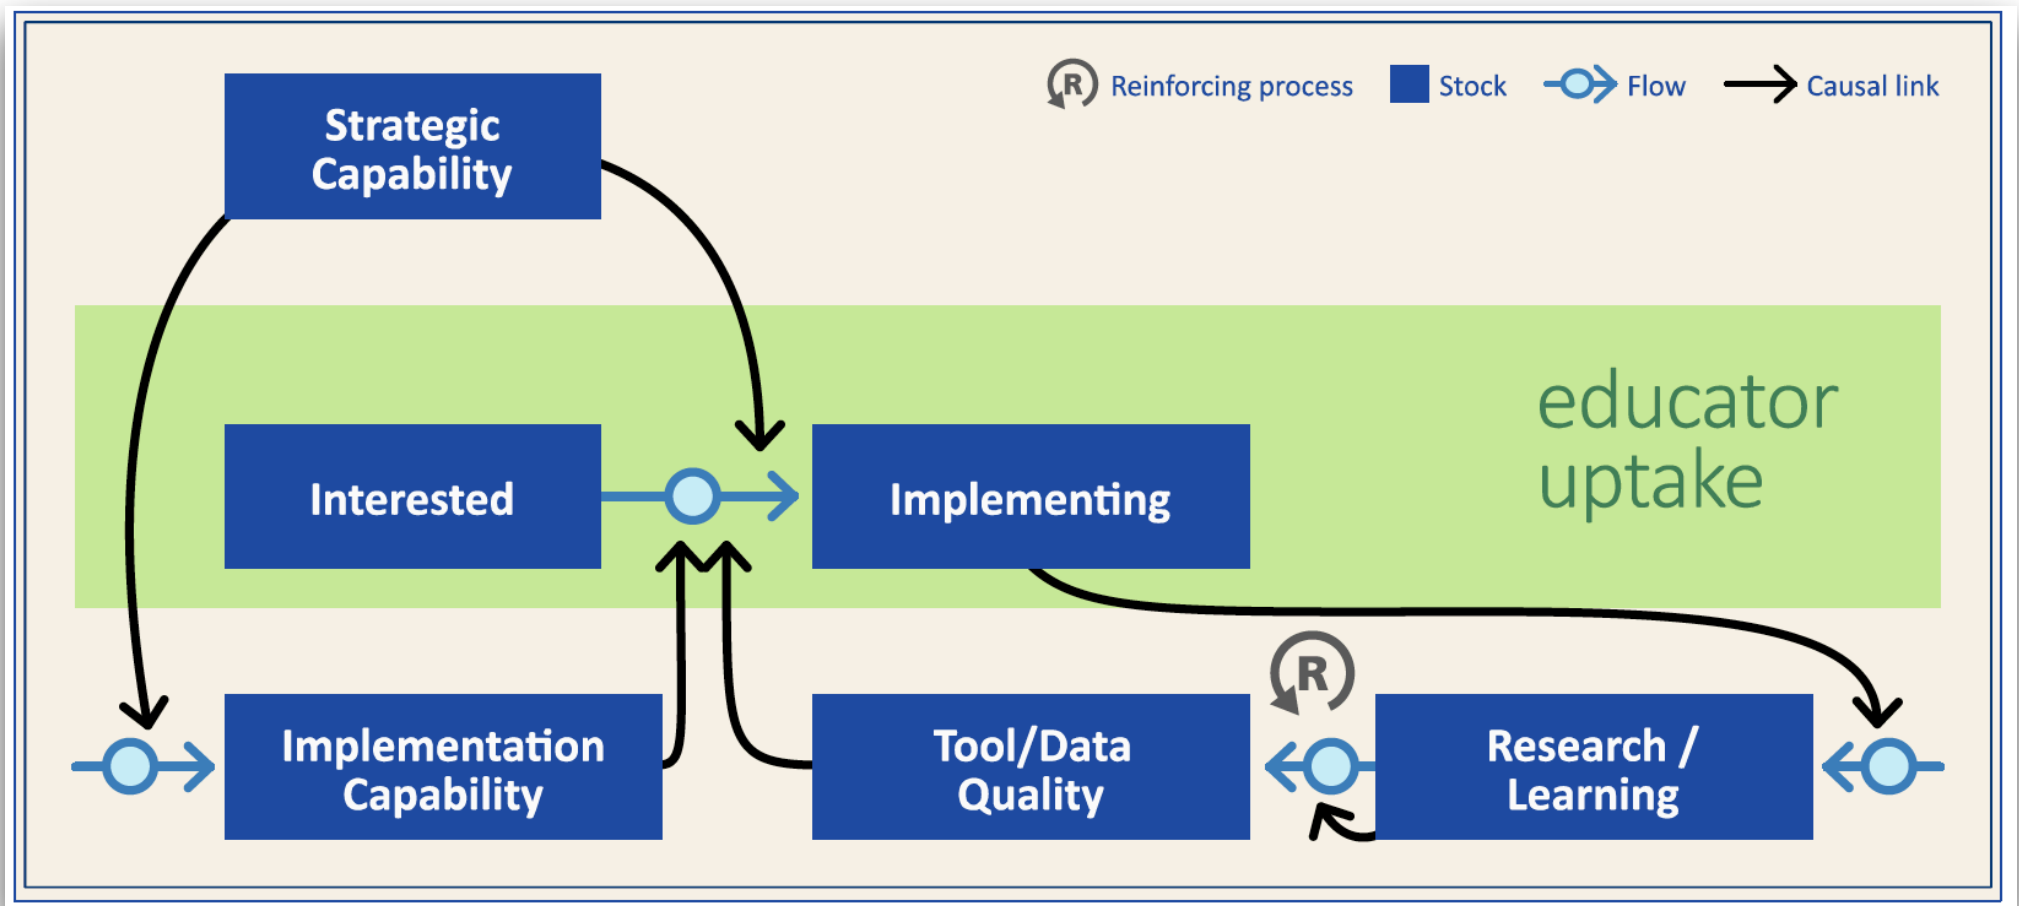 R Reinforcing process Stock Flow Causal link
Strategic
Capability
educator
uptake
Interested
Implementing
R
Implementation
Capability
Tool/Data
Quality
Research /
Learning